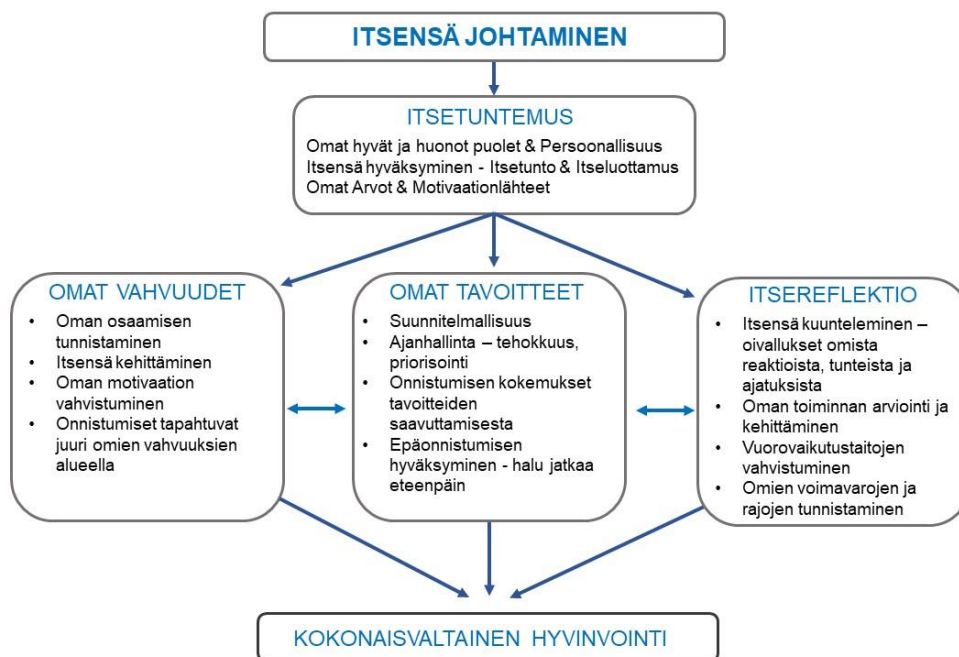 ITSENSÄ JOHTAMINEN
ITSETUNTEMUS
Omat hyvät ja huonot puolet & Persoonallisuus
Itsensä hyväksyminen - Itsetunto & Itseluottamus
Omat Arvot & Motivaationlähteet
OMAT VAHVUUDET
• Oman osaamisen
tunnistaminen
• Itsensä kehittäminen
• Oman motivaation
vahvistuminen
• Onnistumiset tapahtuvat
juuri omien vahvuuksien
alueella
OMAT TAVOITTEET
• Suunnitelmallisuus
• Ajanhallinta – tehokkuus,
priorisointi
• Onnistumisen kokemukset
tavoitteiden
saavuttamisesta
• Epäonnistumisen
hyväksyminen - halu jatkaa
eteenpäin
ITSEREFLEKTIO
• Itsensä kuunteleminen –
oivallukset omista
reaktioista, tunteista ja
ajatuksista
• Oman toiminnan arviointi ja
kehittäminen
• Vuorovaikutustaitojen
vahvistuminen
• Omien voimavarojen ja
rajojen tunnistaminen
KOKONAISVALTAINEN HYVINVOINTI